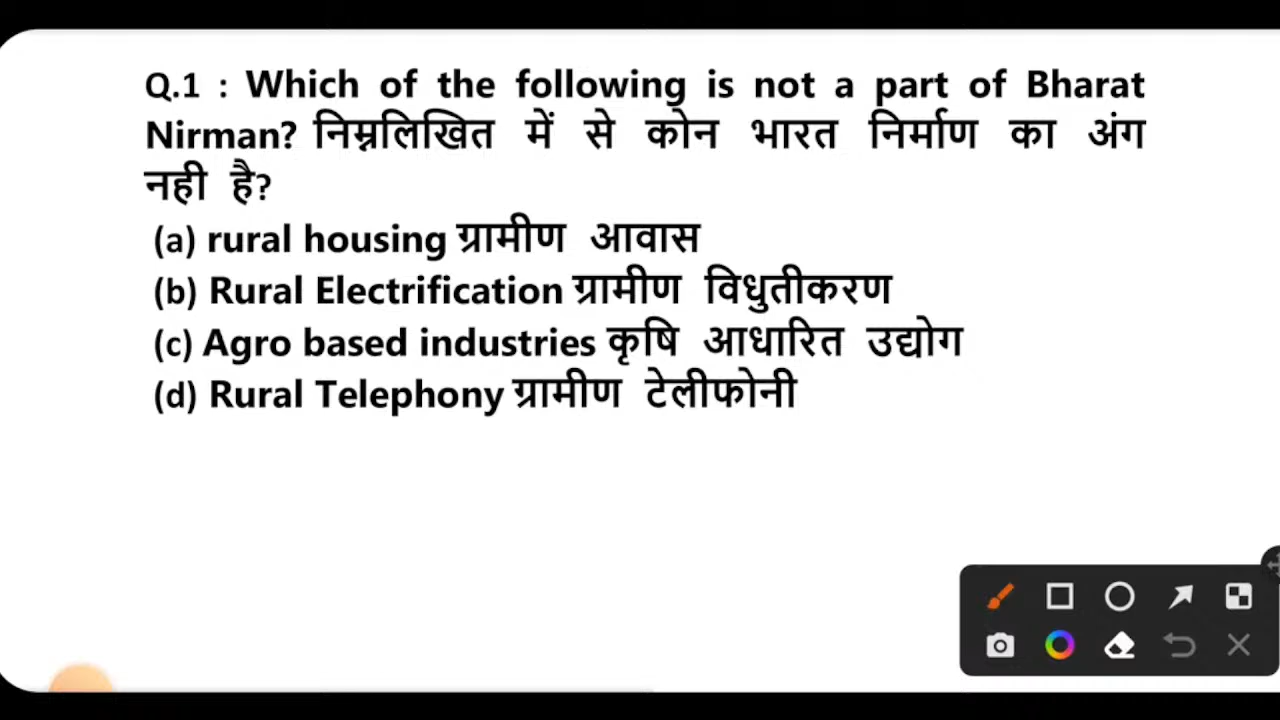 Q.1 : Which of the following is not a part of Bharat
Nirman? निम्नलिखित में से कोन भारत निर्माण का अंग
नही है?
(a) rural housing ग्रामीण आवास
(b) Rural Electrification ग्रामीण विधुतीकरण
(c) Agro based industries कृषि आधारित उद्योग
(d) Rural Telephony ग्रामीण टेलीफोनी